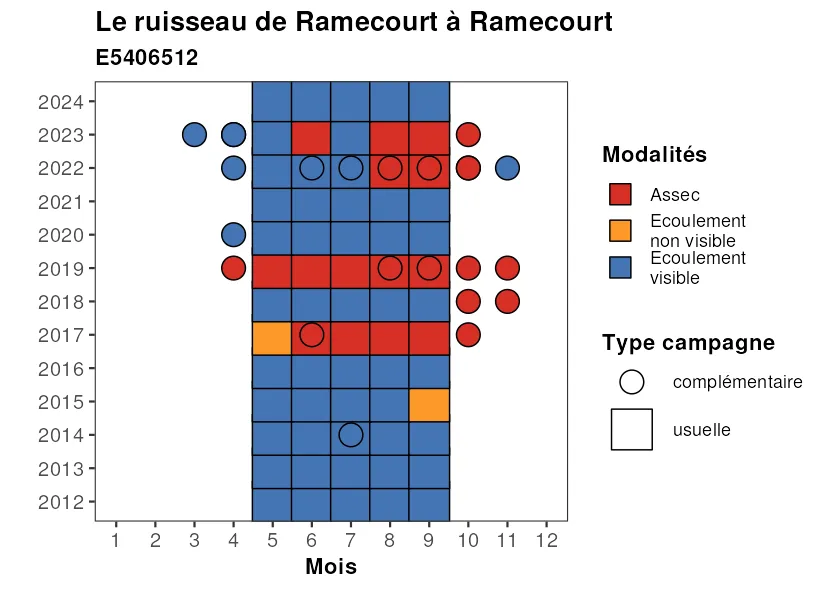 Le ruisseau de Ramecourt à Ramecourt
E5406512
2024
2023
2022
2021
2020
2019
2018
2017
2016
2015
2014
2013
2012
1 2 3 4 5 6 7 8 9 10 11 12
Mois
Modalités
Assec
Ecoulement
non visible
Ecoulement
visible
Type campagne
complémentaire
usuelle